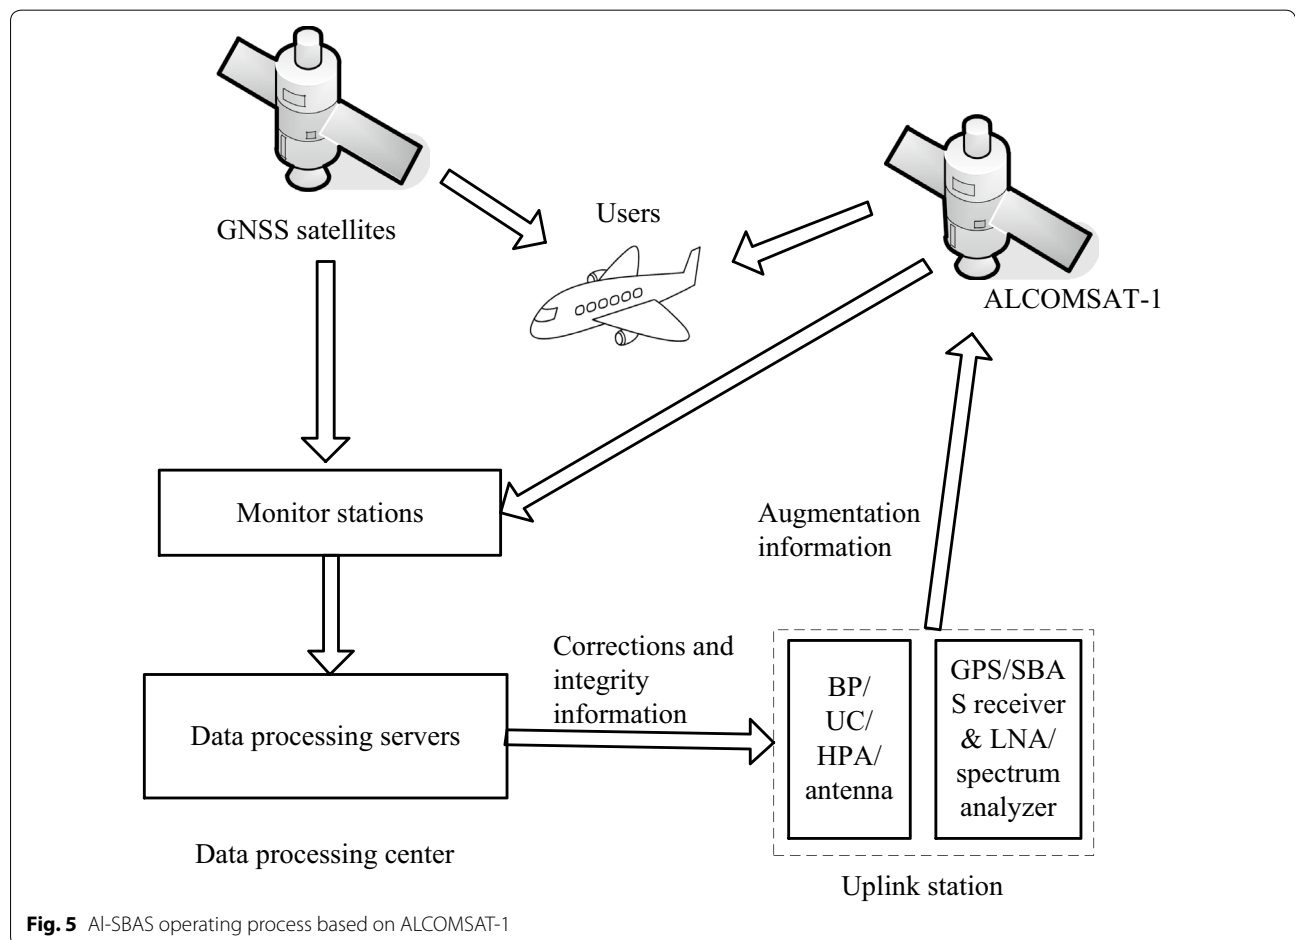 GNSS satellites
Users
ALCOMSAT-1
Monitor stations
Augmentation
information
Corrections and
integrity
information
Data processing servers
BP/
UC/
HPA/
antenna
GPS/SBA
S receiver
& LNA/
spectrum
analyzer
Data processing center
Uplink station
Fig. 5 Al-SBAS operating process based on ALCOMSAT-1